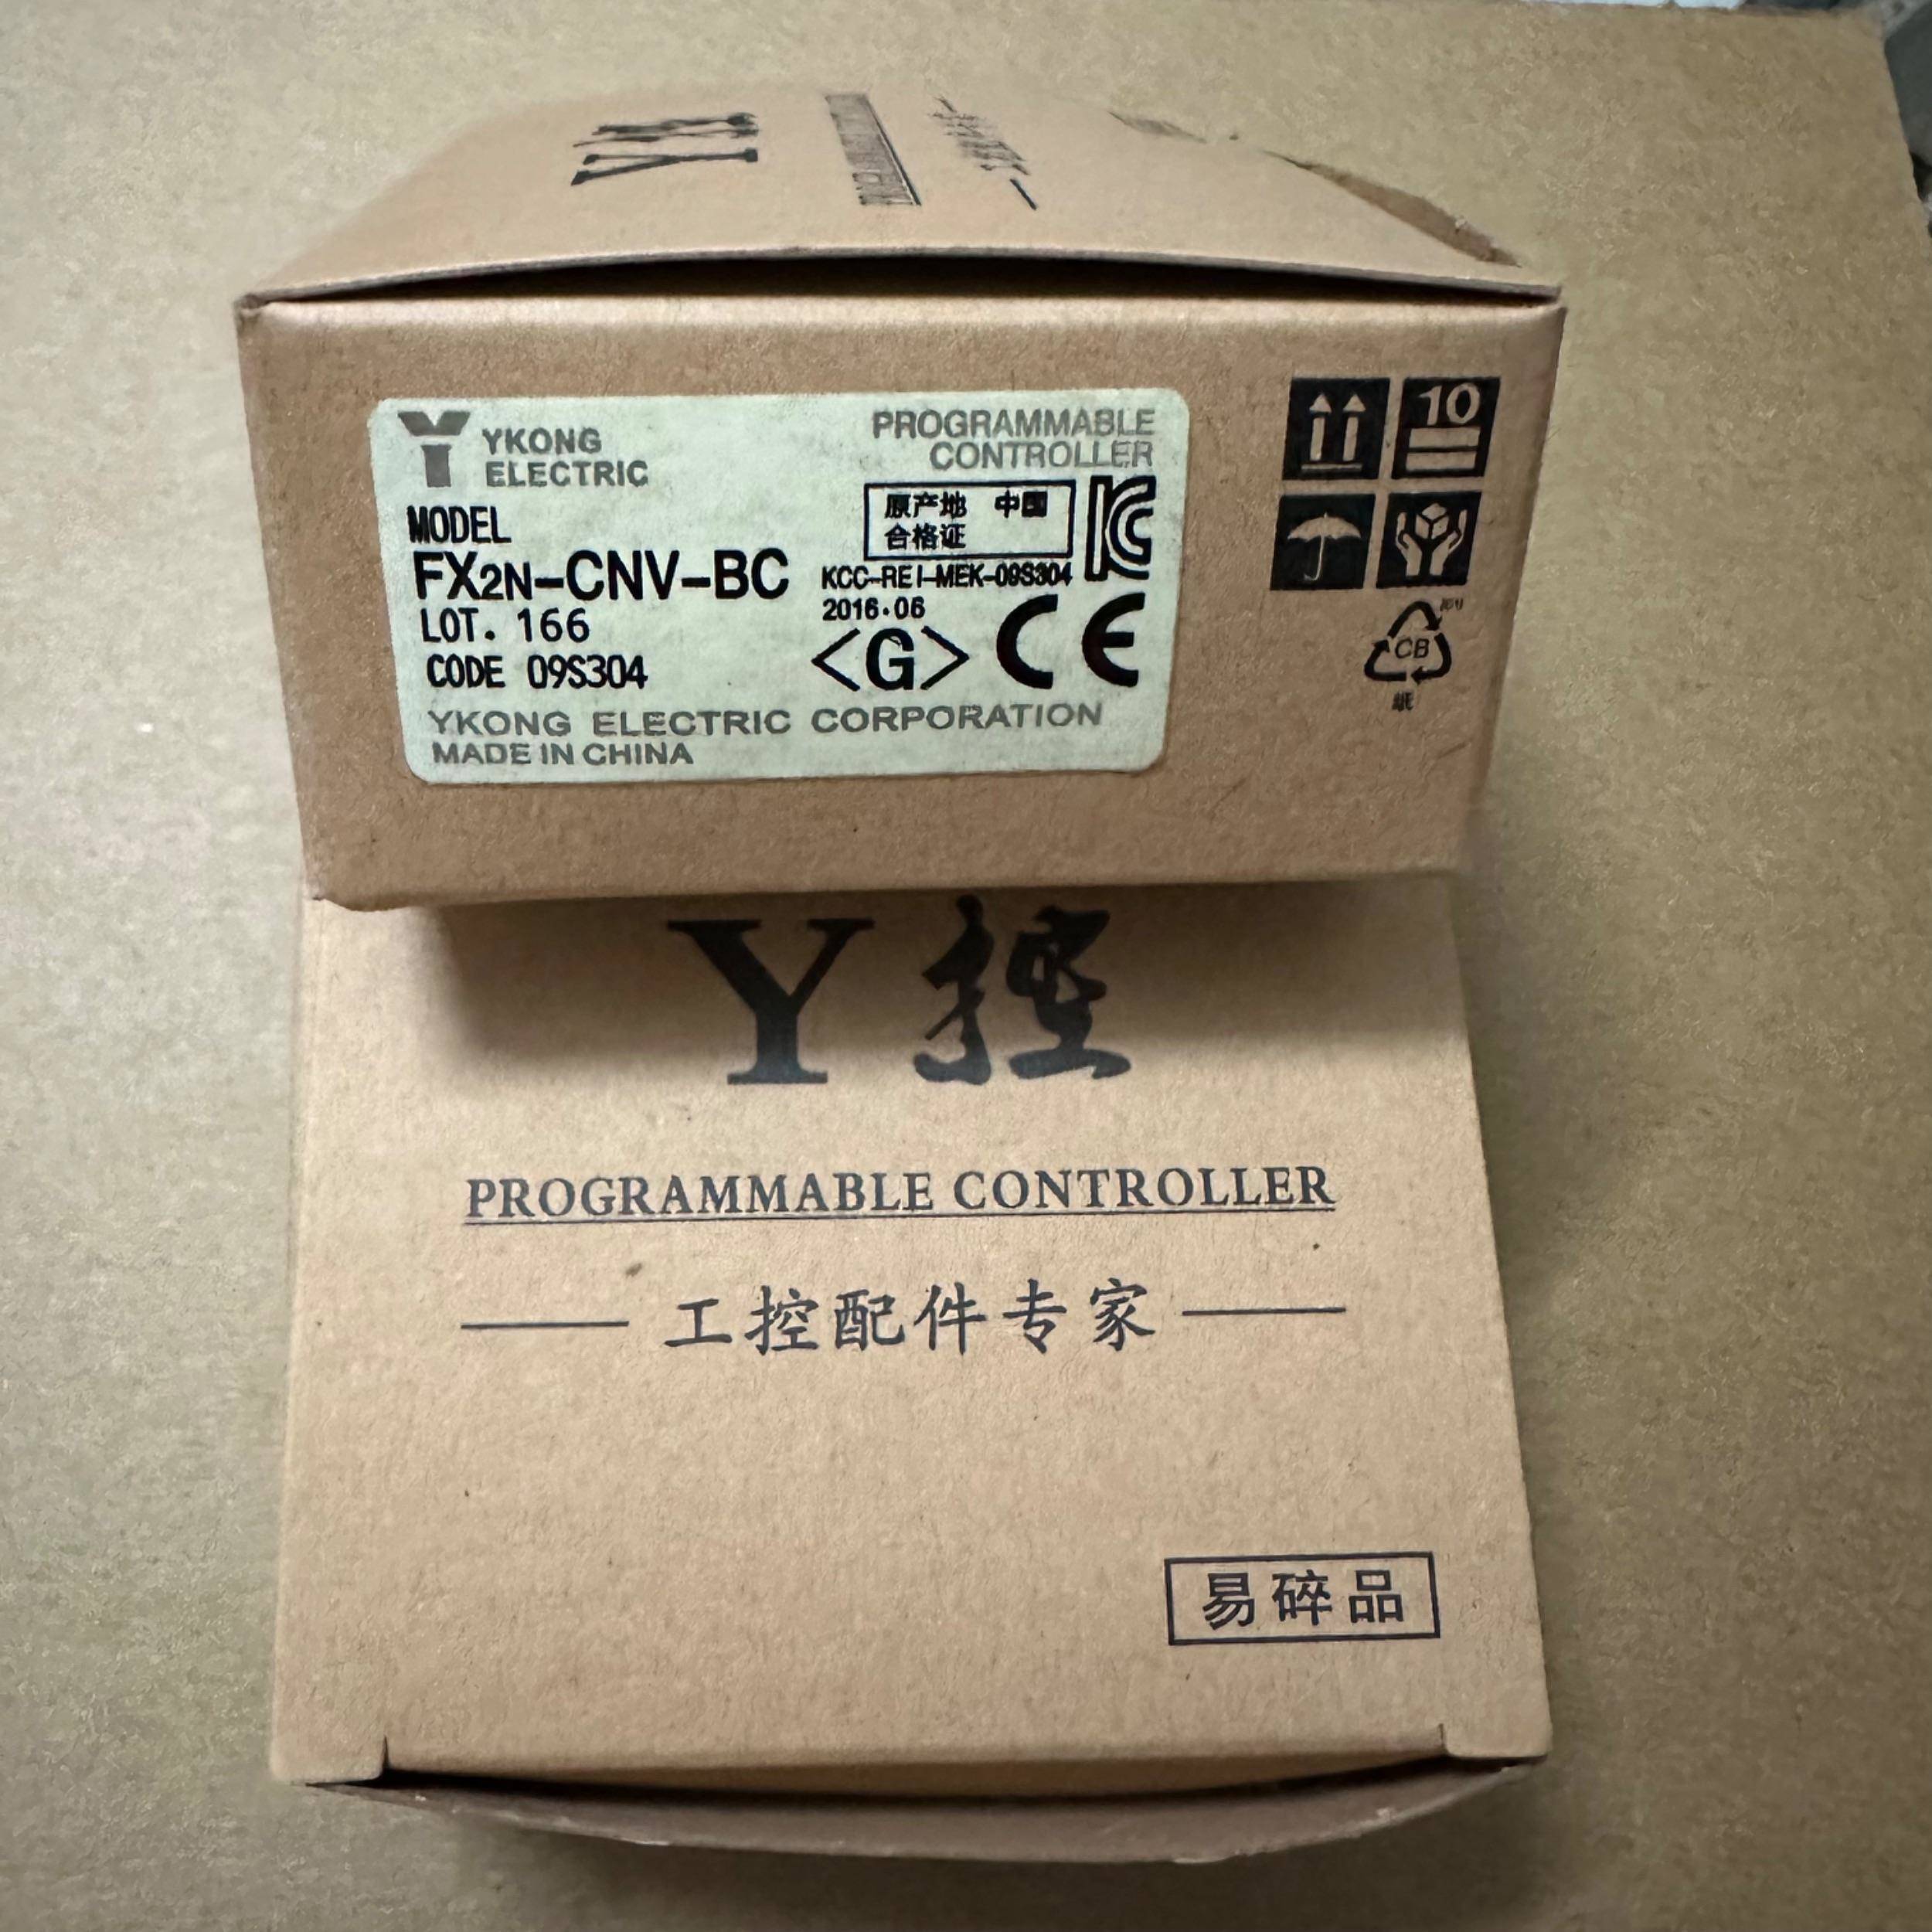 YKONG
ELECTRIC
PROGRAMMABLE
CONTROLLER
MODEL
FX2N-CNV-BC
LOT. 166
CODE 09S304
原产地 中国
合格证
KCC-REI-MEK-09S304
2016.06
<G> CE
YKONG ELECTRIC CORPORATION
MADE IN CHINA
10
CB
紙
Y控
PROGRAMMABLE CONTROLLER
工控配件专家
易碎品